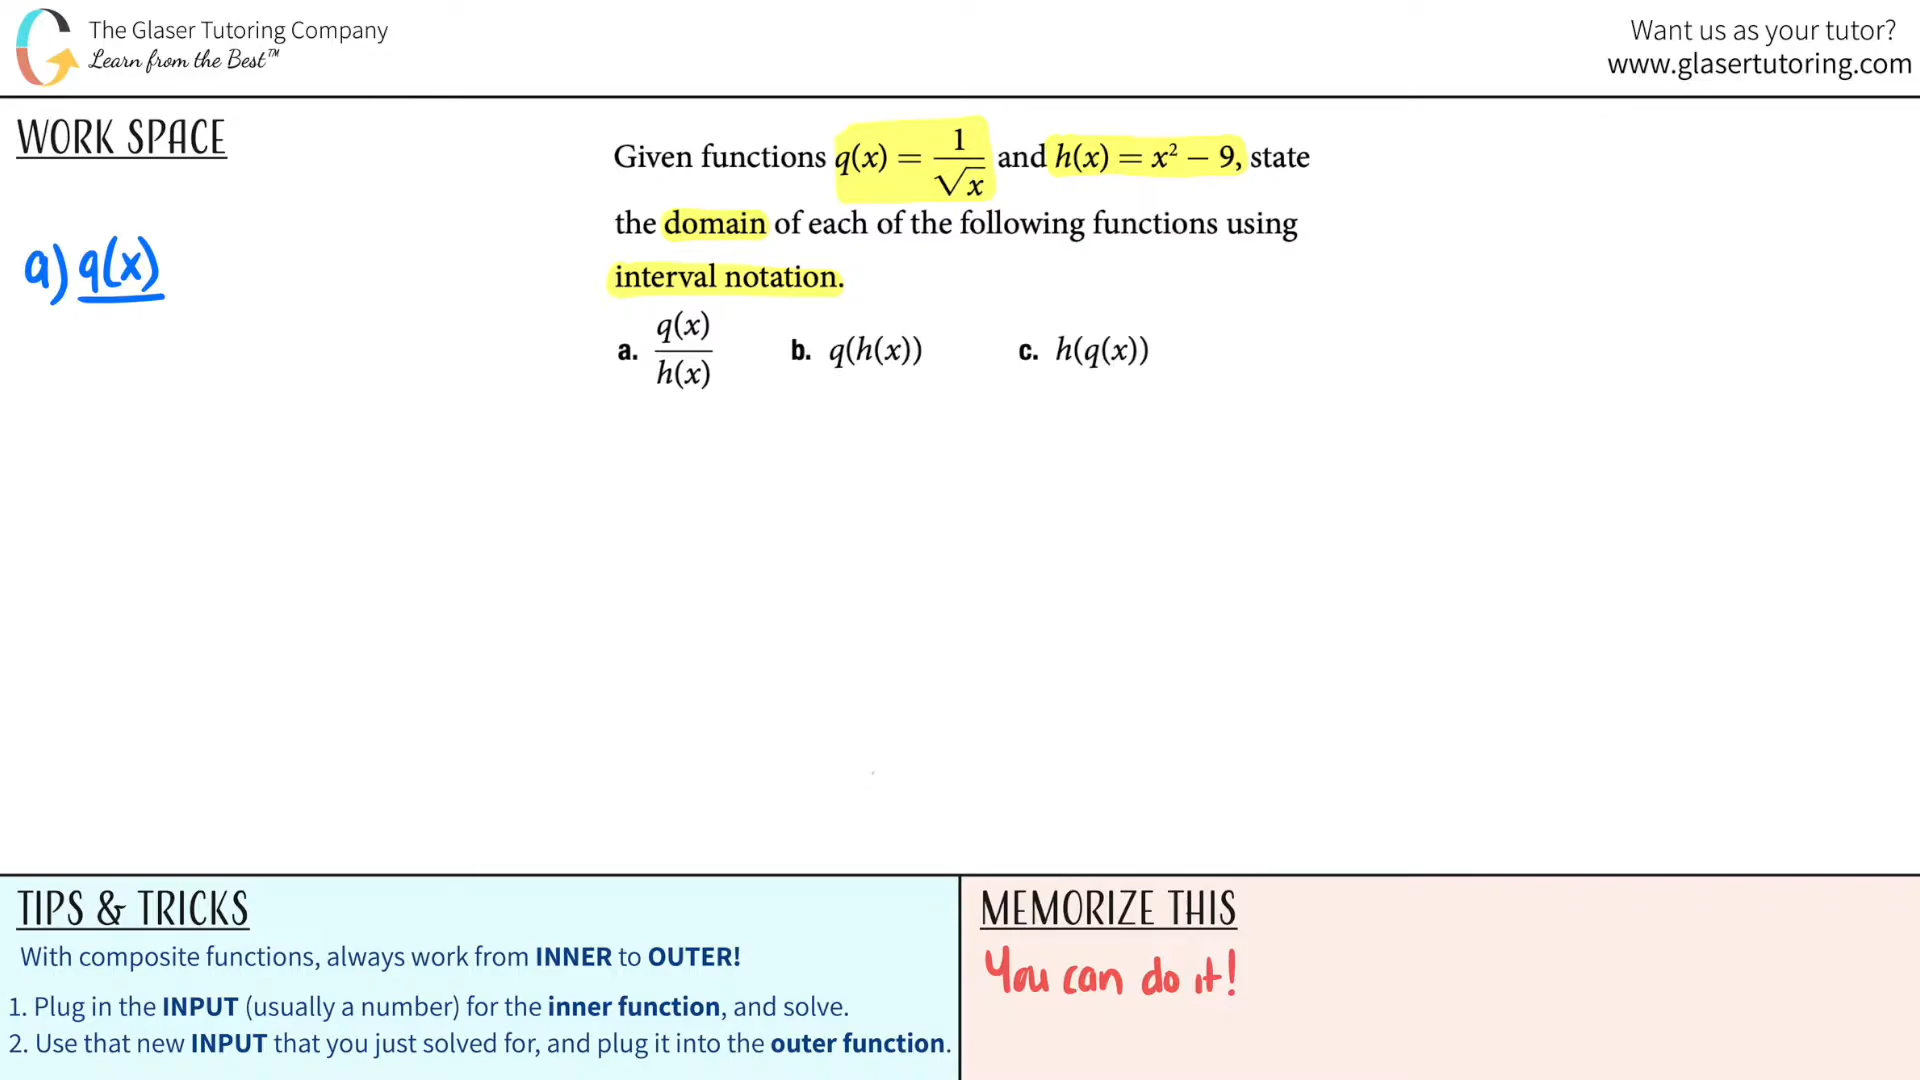 The Glaser Tutoring Company
Learn from the Best™
Want us as your tutor?
www.glasertutoring.com
WORK SPACE
Given functions q(x) = 1/√x and h(x) = x² − 9, state
the domain of each of the following functions using
interval notation.
a. q(x)/h(x) b. q(h(x)) c. h(q(x))
a) q(x)
TIPS & TRICKS
With composite functions, always work from INNER to OUTER!
1. Plug in the INPUT (usually a number) for the inner function, and solve.
2. Use that new INPUT that you just solved for, and plug it into the outer function.
MEMORIZE THIS
You can do it!